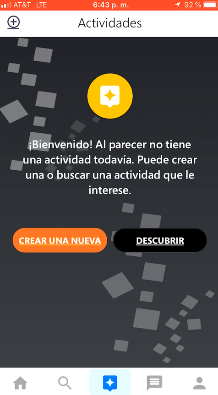 AT&T LTE 6:43 p. m. 92 %
Actividades
¡Bienvenido! Al parecer no tiene
una actividad todavía. Puede crear
una o buscar una actividad que le
interese.
CREAR UNA NUEVA DESCUBRIR